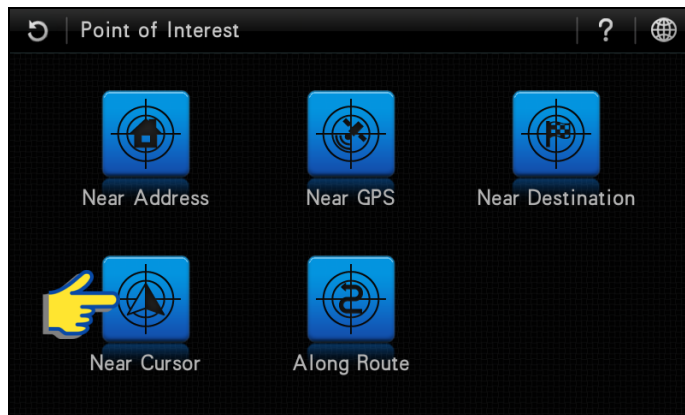 Point of Interest ?
Near Address Near GPS Near Destination
Near Cursor Along Route